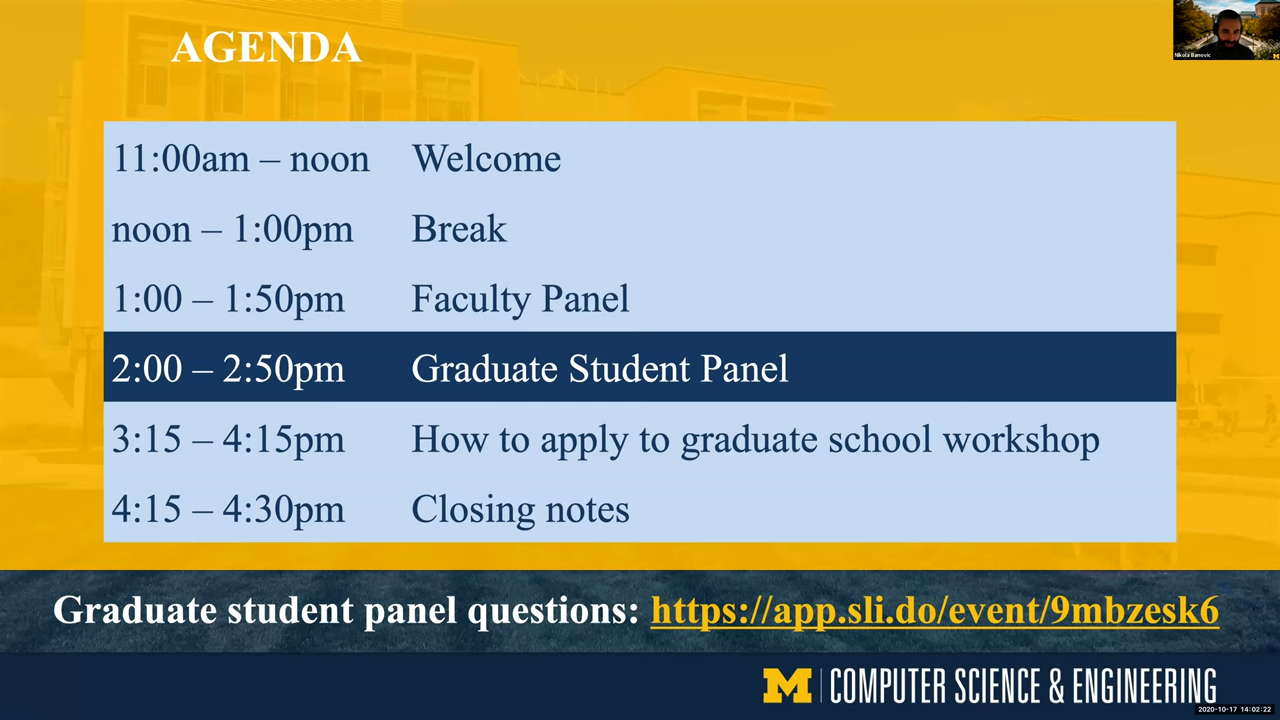 AGENDA
Nikola Banovic
11:00am – noon Welcome
noon – 1:00pm Break
1:00 – 1:50pm Faculty Panel
2:00 – 2:50pm Graduate Student Panel
3:15 – 4:15pm How to apply to graduate school workshop
4:15 – 4:30pm Closing notes
Graduate student panel questions: https://app.sli.do/event/9mbzesk6
M COMPUTER SCIENCE & ENGINEERING
2020-10-17 14:02:22